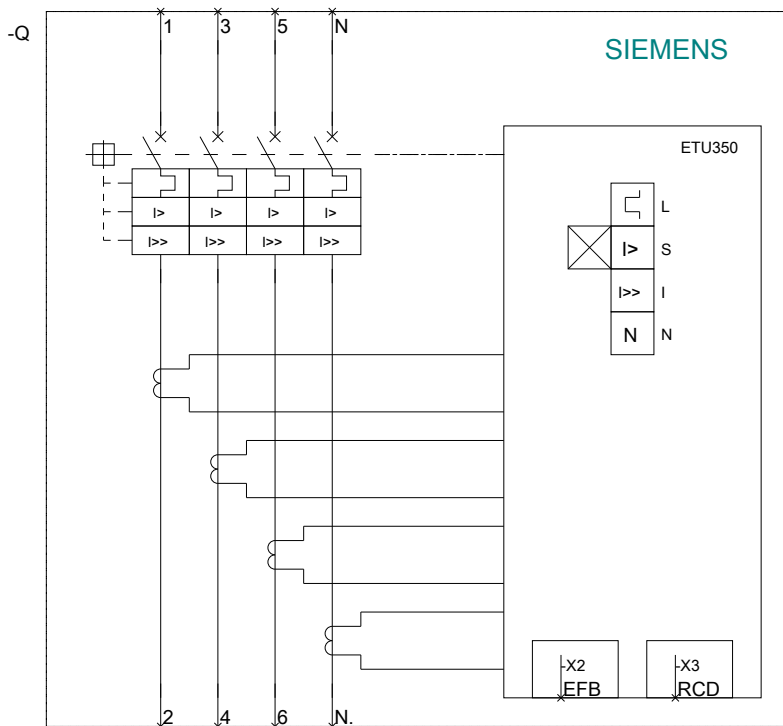 1 3 5 N
-Q
SIEMENS
ETU350
L
I> I> I> I>
I> S
I>> I>> I>> I>>
I>> I
N N
-X2 -X3
EFB RCD
2 4 6 N.